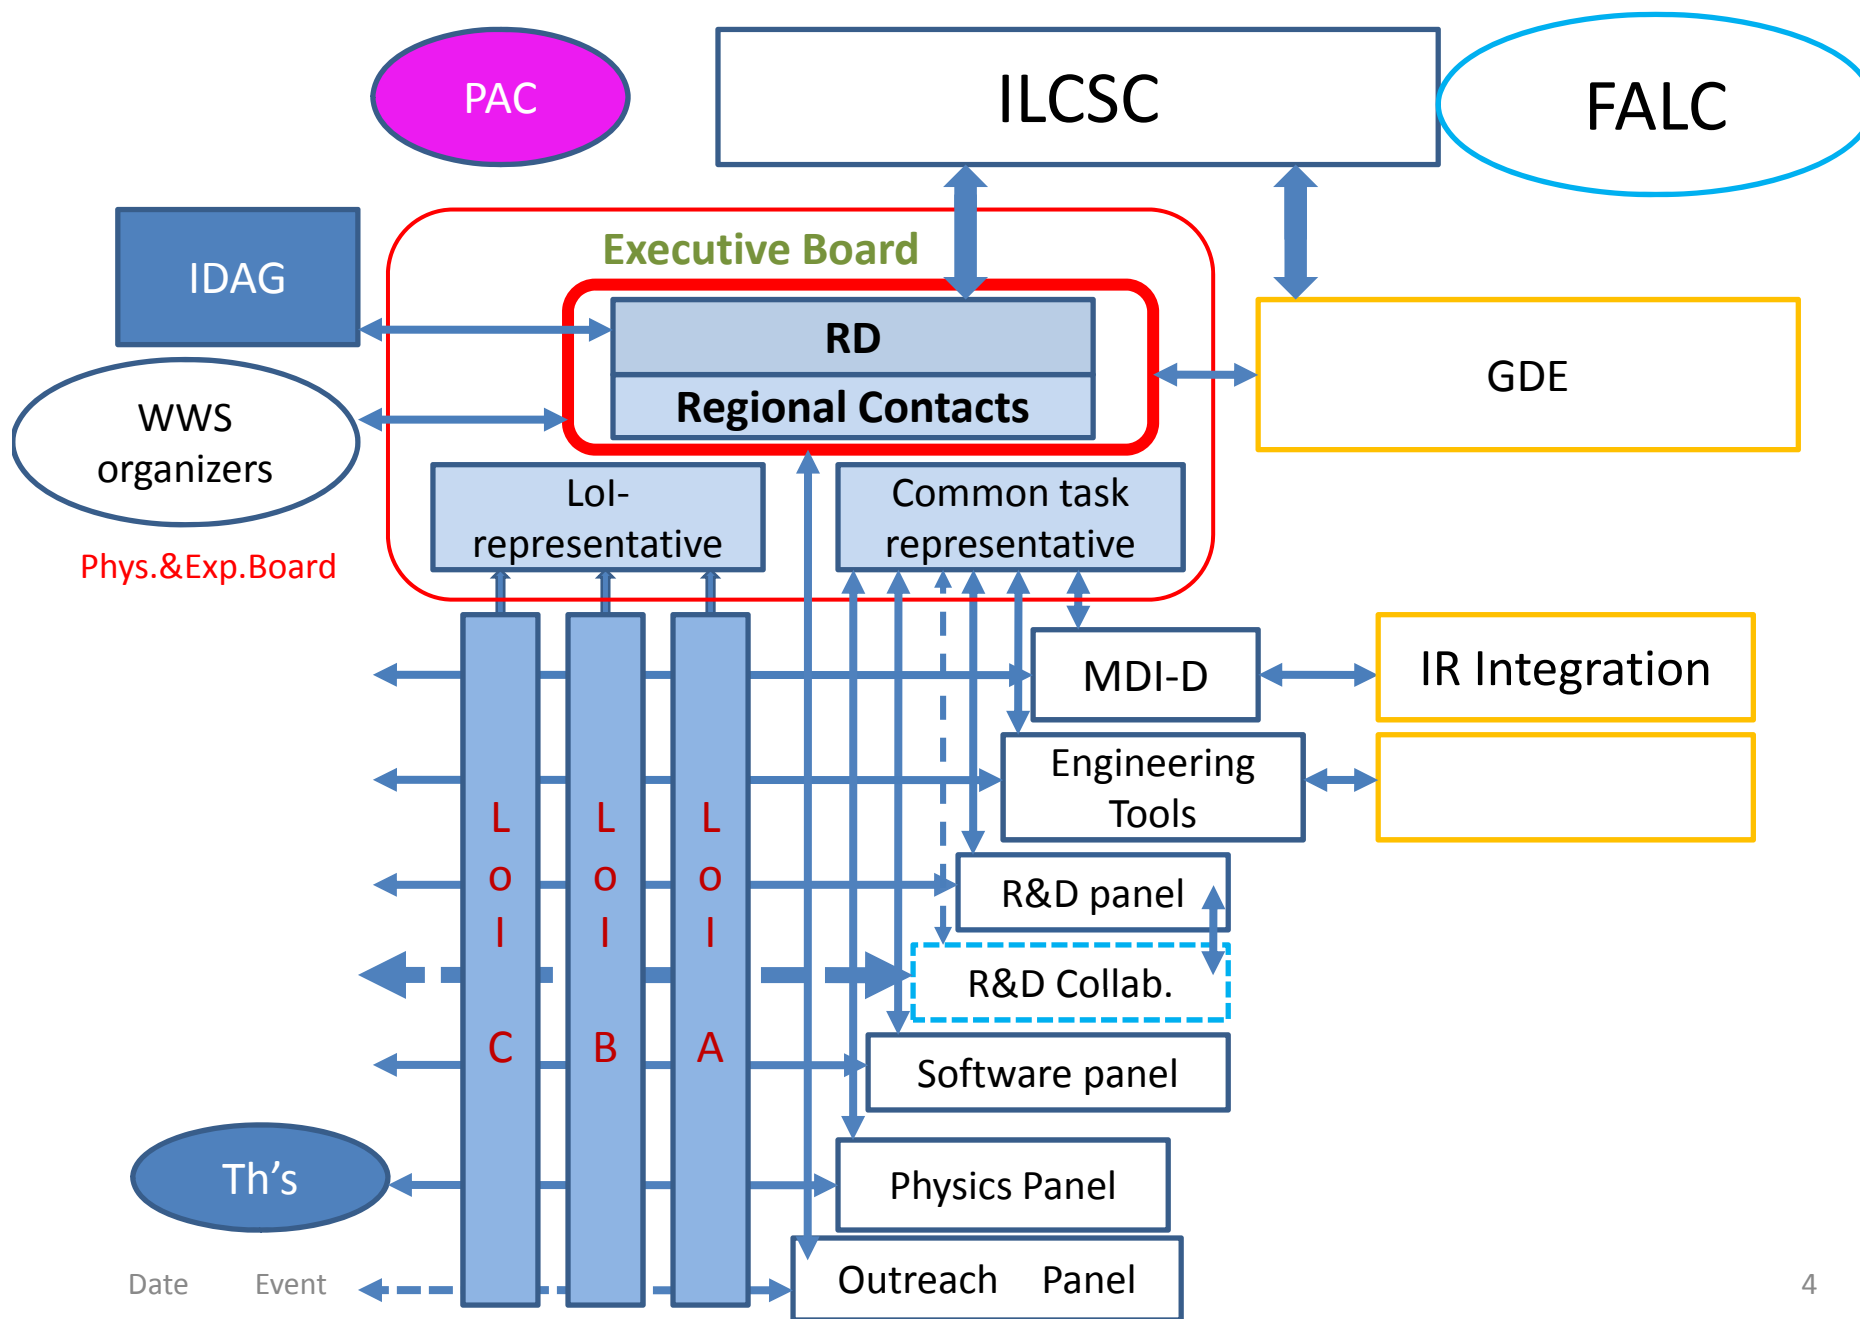 PAC
ILCSC
FALC
Executive Board
IDAG
RD
GDE
Regional Contacts
WWS
organizers
LoI-
representative
Common task
representative
Phys.&Exp.Board
MDI-D
IR Integration
Engineering
Tools
L
o
I
C
L
o
I
B
L
o
I
A
R&D panel
R&D Collab.
Software panel
Th's
Physics Panel
Outreach Panel
Date
Event
4